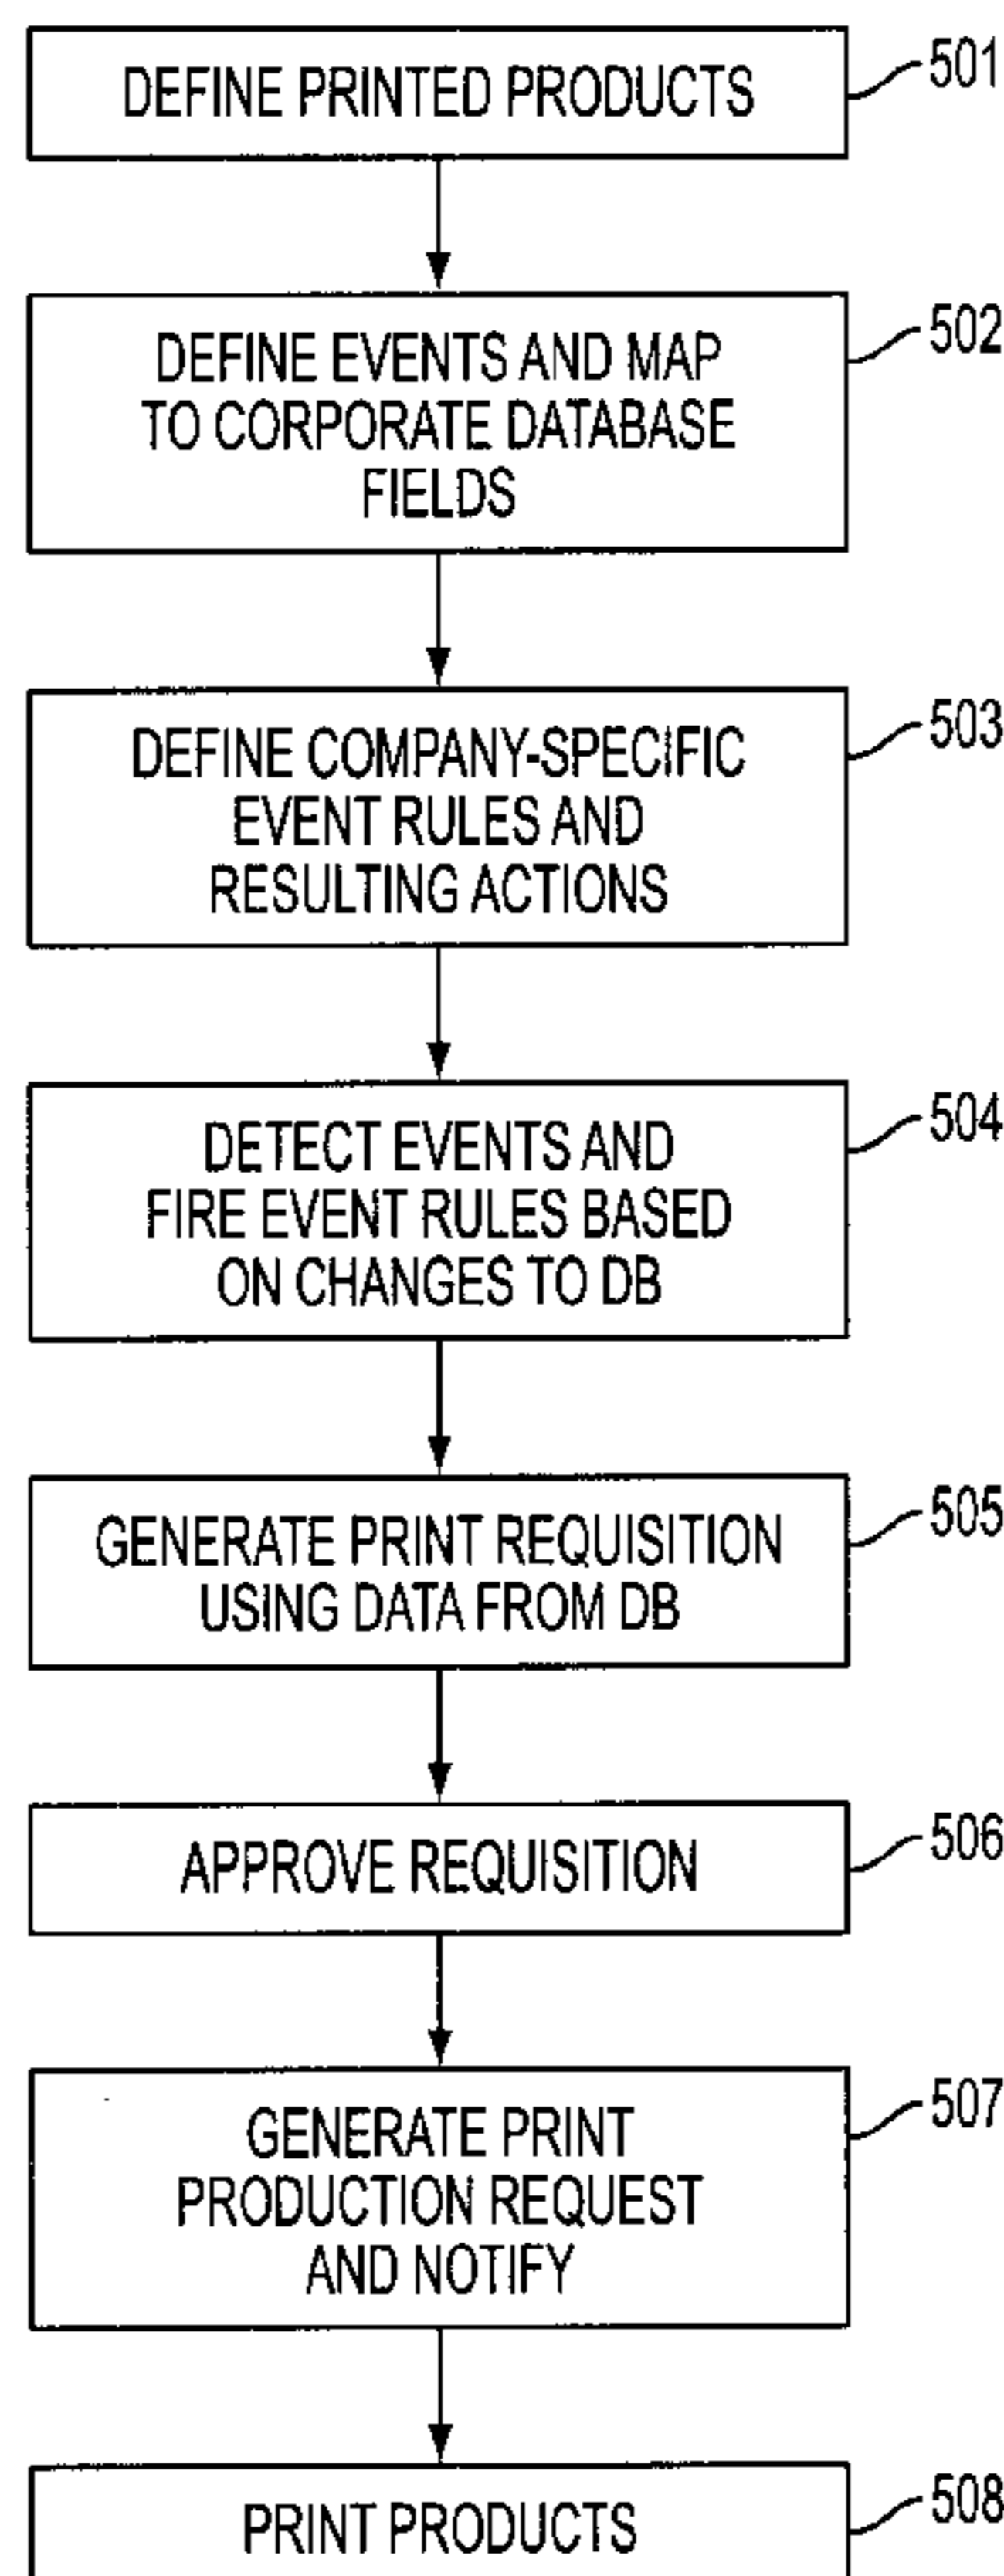 DEFINE PRINTED PRODUCTS
501
DEFINE EVENTS AND MAP
TO CORPORATE DATABASE
FIELDS
502
DEFINE COMPANY-SPECIFIC
EVENT RULES AND
RESULTING ACTIONS
503
DETECT EVENTS AND
FIRE EVENT RULES BASED
ON CHANGES TO DB
504
GENERATE PRINT REQUISITION
USING DATA FROM DB
505
APPROVE REQUISITION
506
GENERATE PRINT
PRODUCTION REQUEST
AND NOTIFY
507
PRINT PRODUCTS
508